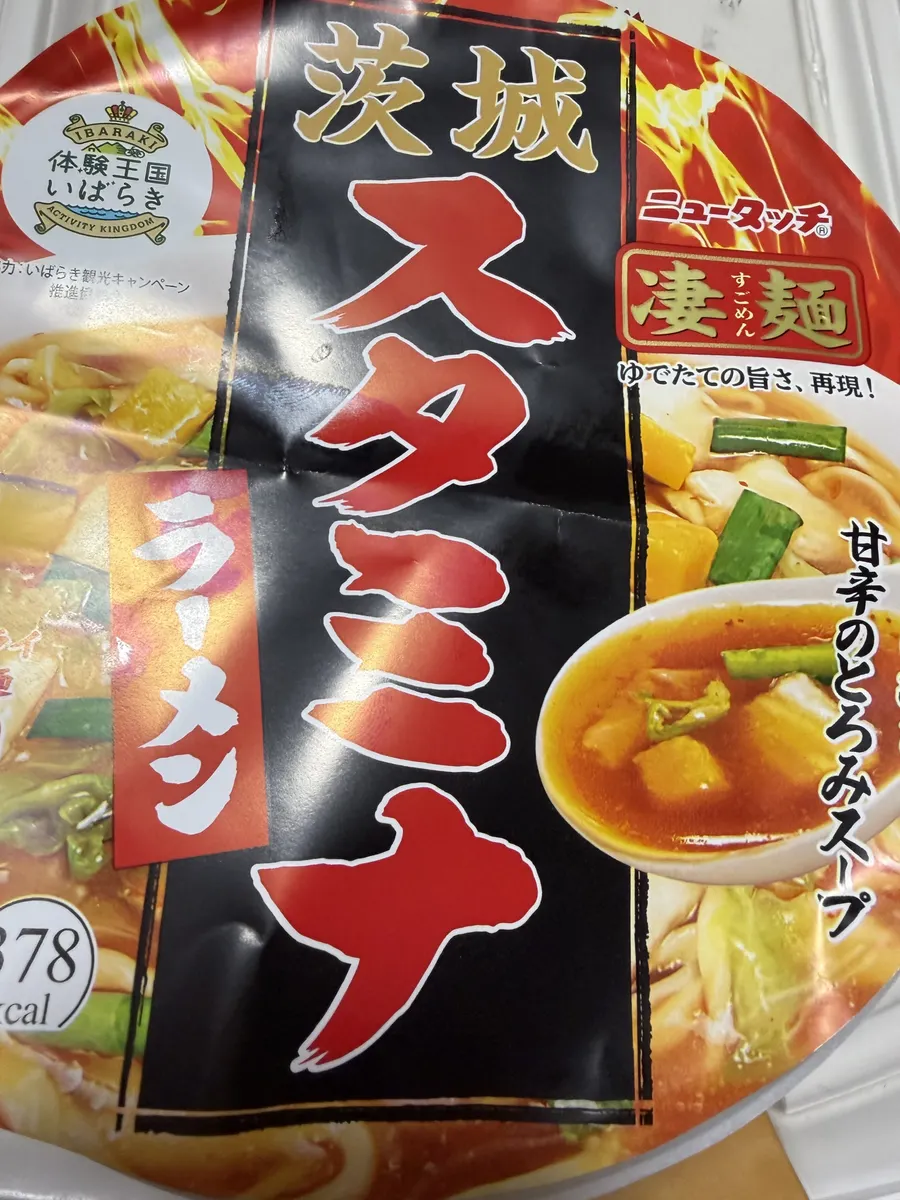 茨城
スタミナ
ラーメン
IBARAKI
体験王国
いばらき
ACTIVITY KINGDOM
力:いばらき観光キャンペーン
推進
ニュータッチ®
凄麺
すごめん
ゆでたての旨さ、再現!
甘辛のとろみスープ
378
kcal